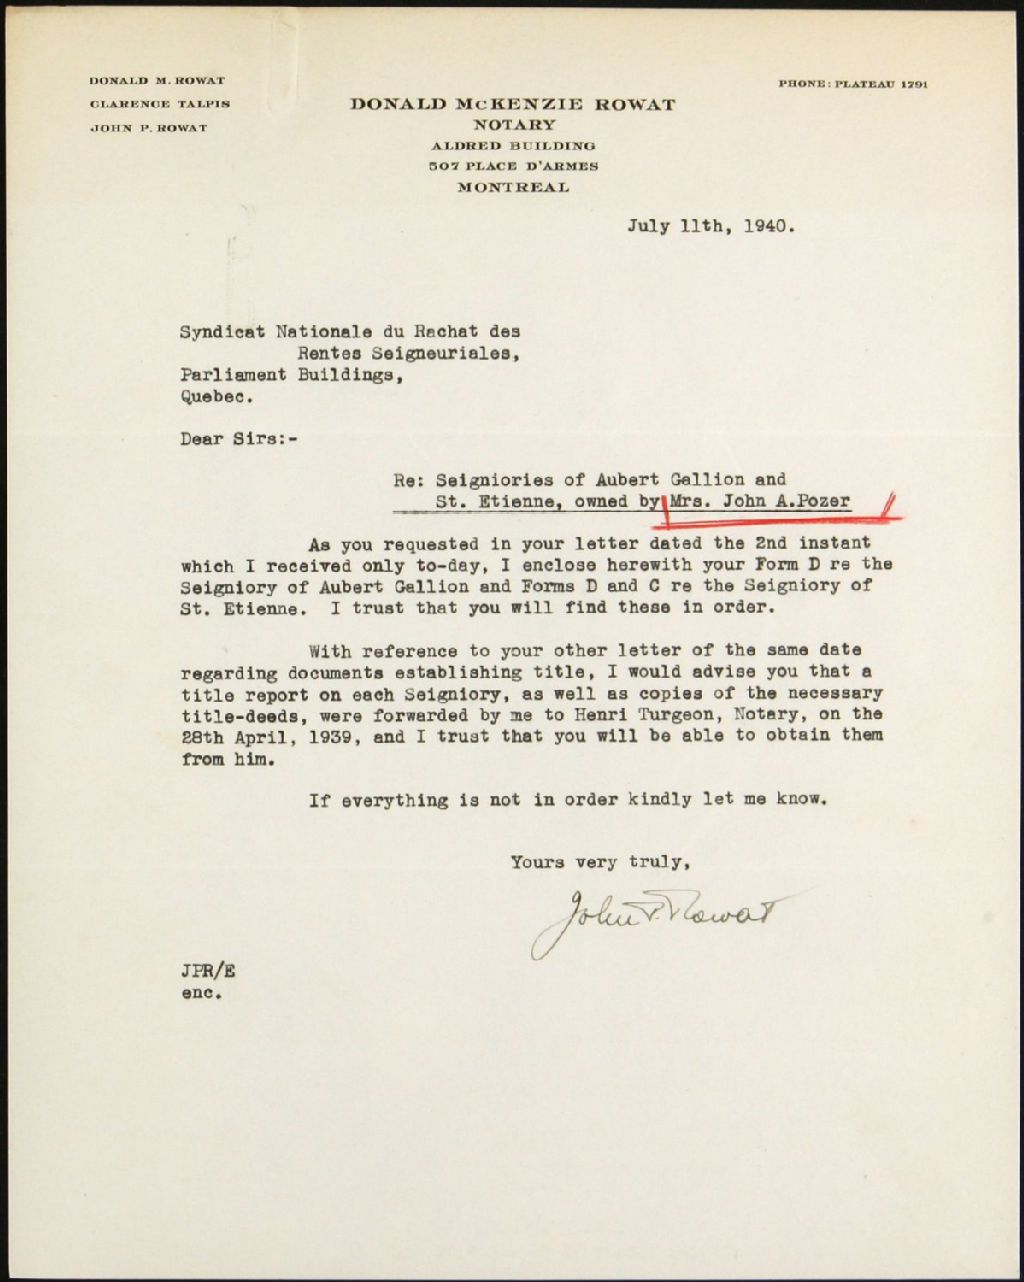 DONALD M. ROWAT
CLARENCE TALPIS
JOHN P. ROWAT
PHONE: PLATEAU 1291
DONALD McKENZIE ROWAT
NOTARY
ALDRED BUILDING
507 PLACE D'ARMES
MONTREAL
July 11th, 1940.
Syndicat Nationale du Rachat des
Rentes Seigneuriales,
Parliament Buildings,
Quebec.
Dear Sirs:-
Re: Seigniories of Aubert Gallion and
St. Etienne, owned by Mrs. John A.Pozer
As you requested in your letter dated the 2nd instant
which I received only to-day, I enclose herewith your Form D re the
Seigniory of Aubert Gallion and Forms D and C re the Seigniory of
St. Etienne. I trust that you will find these in order.
With reference to your other letter of the same date
regarding documents establishing title, I would advise you that a
title report on each Seigniory, as well as copies of the necessary
title-deeds, were forwarded by me to Henri Turgeon, Notary, on the
28th April, 1939, and I trust that you will be able to obtain them
from him.
If everything is not in order kindly let me know.
Yours very truly,
John P. Rowat
JPR/E
enc.